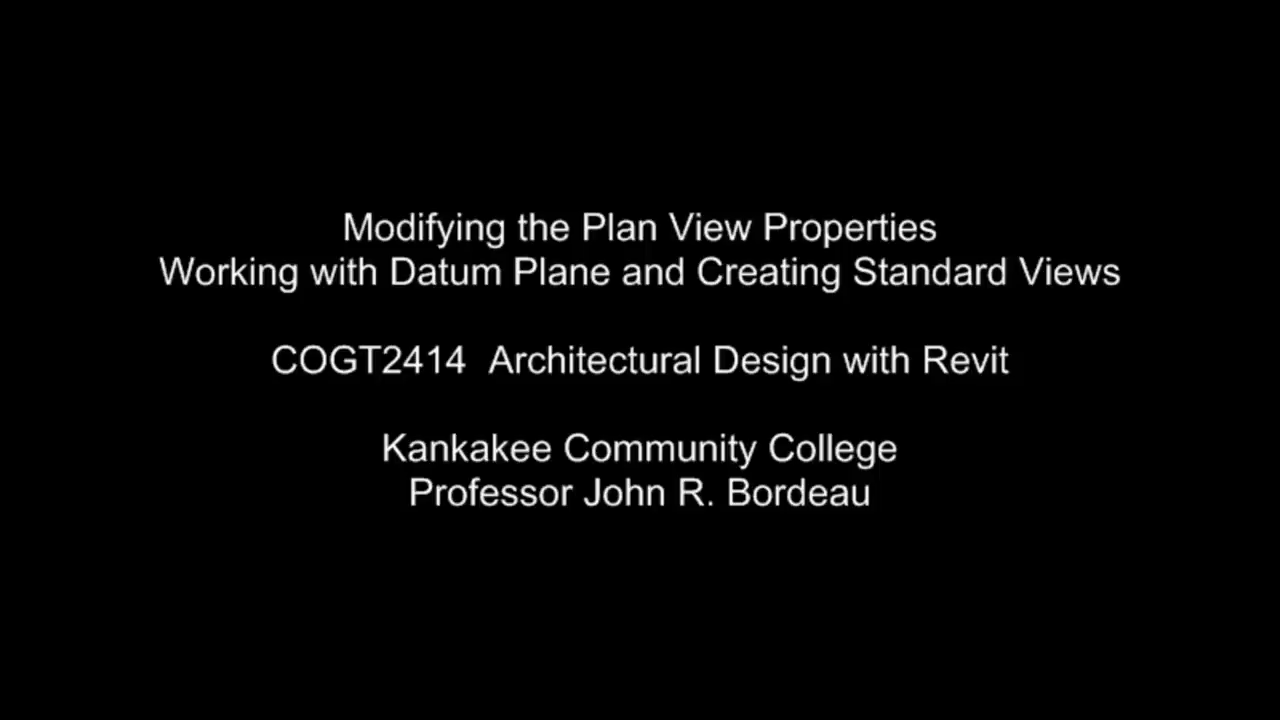 Modifying the Plan View Properties
Working with Datum Plane and Creating Standard Views
COGT2414 Architectural Design with Revit
Kankakee Community College
Professor John R. Bordeau